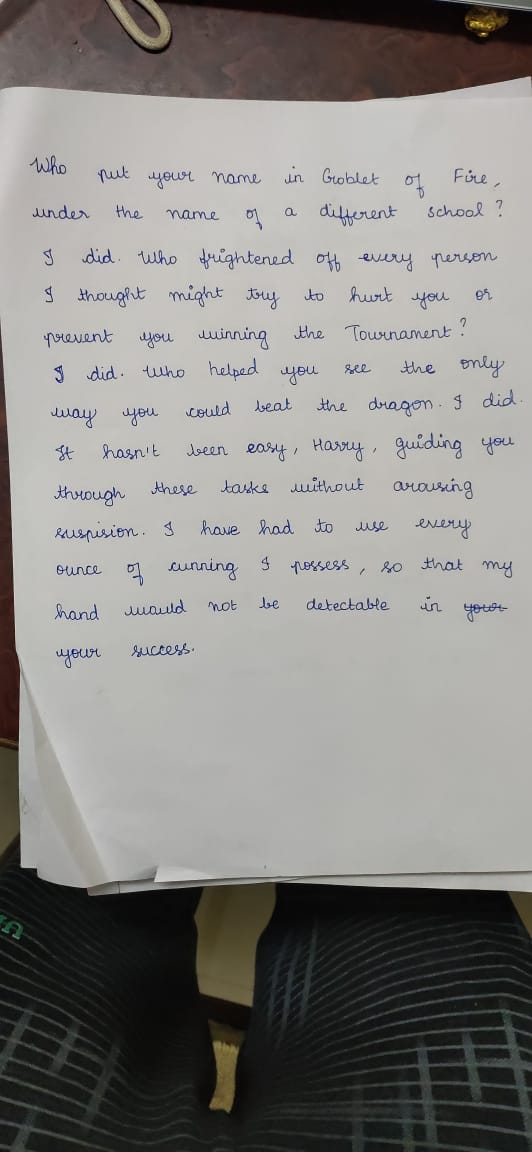 Who put your name in Goblet of Fire,
under the name of a different school?
I did. Who frightened off every person
I thought might try to hurt you or
prevent you winning the Tournament?
I did. Who helped you see the only
way you could beat the dragon. I did.
It hasn't been easy, Harry, guiding you
through these tasks without arousing
suspision. I have had to use every
ounce of cunning I possess, so that my
hand would not be detectable in your
your success.